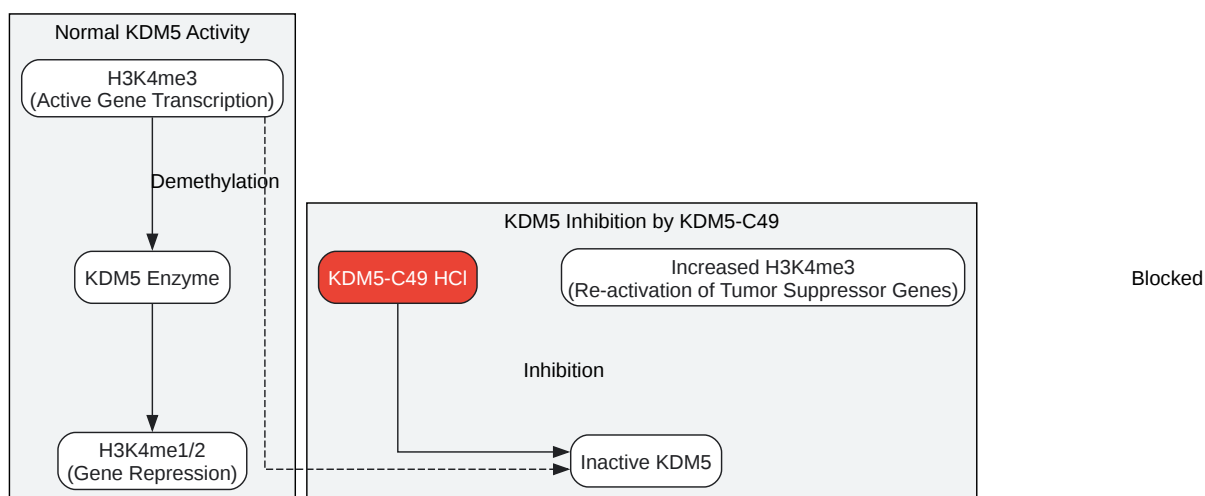 Normal KDM5 Activity
H3K4me3
(Active Gene Transcription)
Demethylation
KDM5 Enzyme
H3K4me1/2
(Gene Repression)
KDM5 Inhibition by KDM5-C49
KDM5-C49 HCl
Increased H3K4me3
(Re-activation of Tumor Suppressor Genes)
Inhibition
Inactive KDM5
Blocked